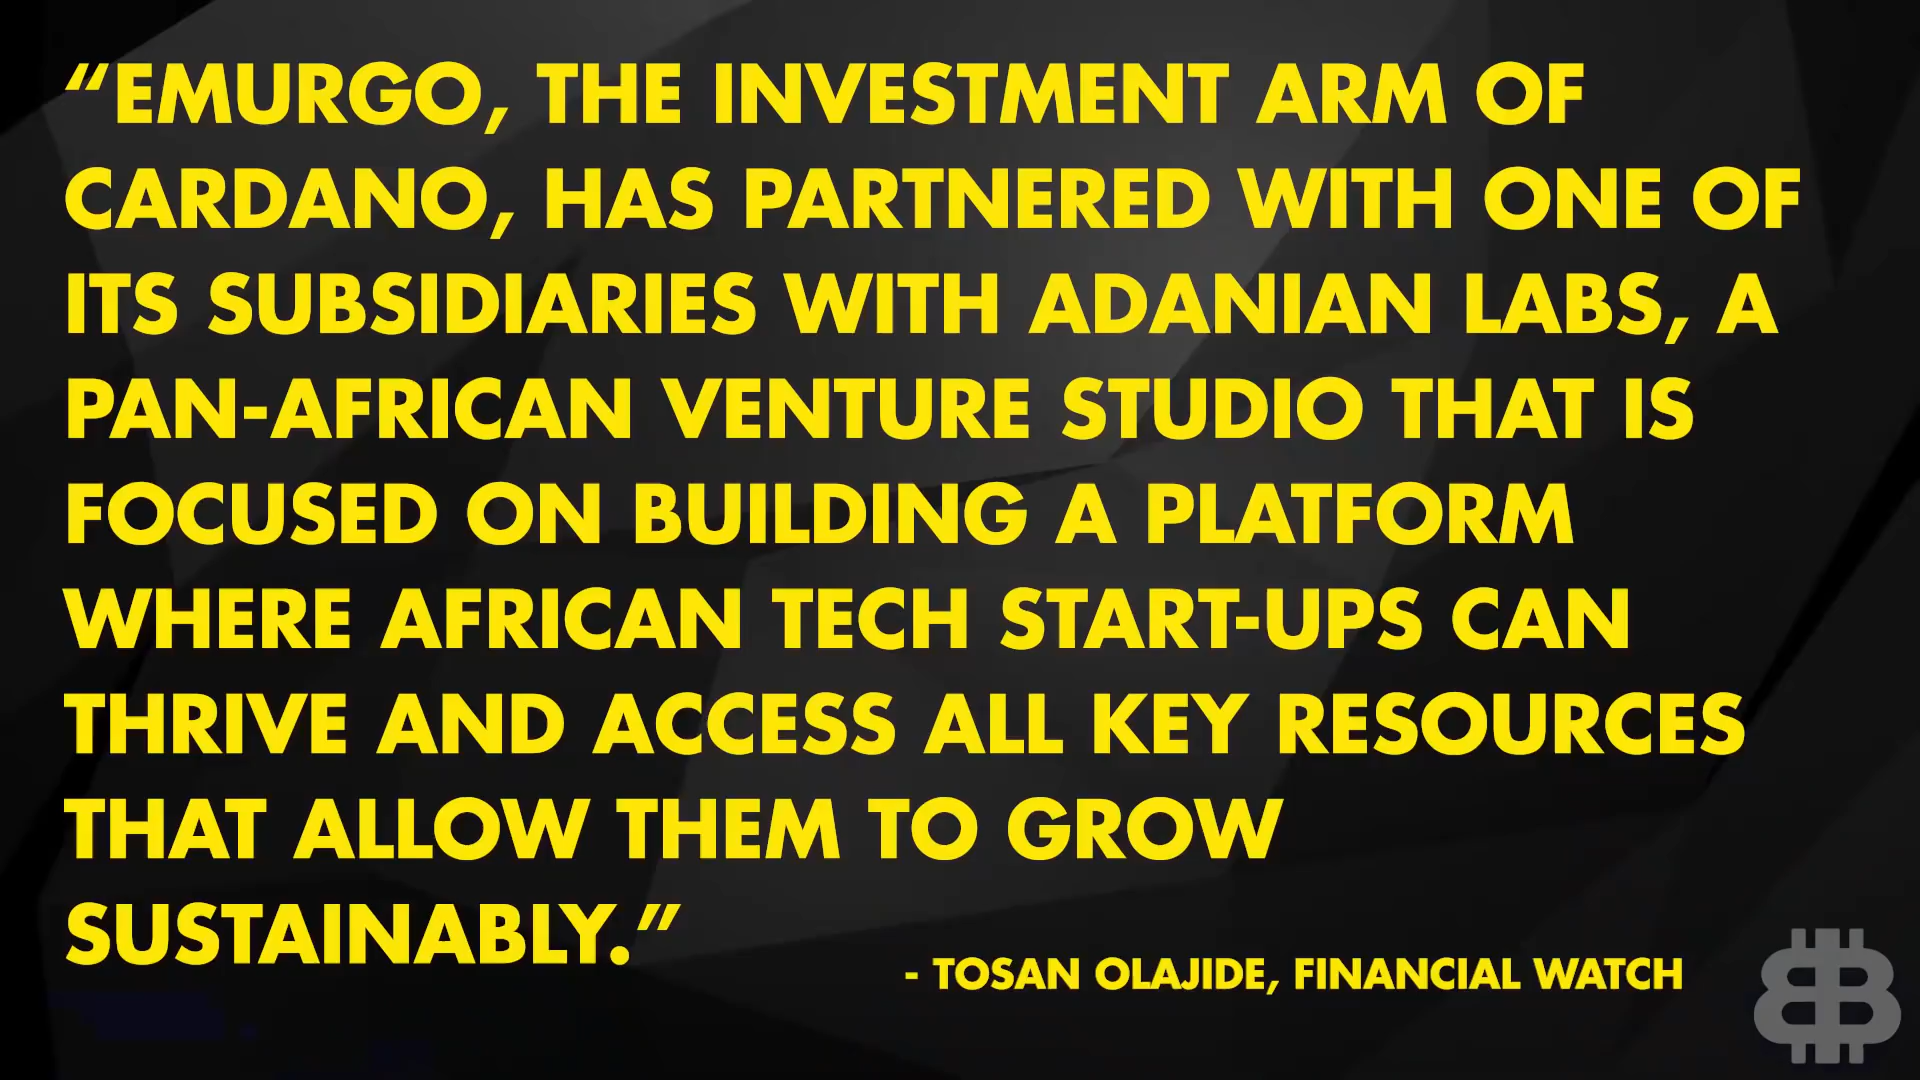 “EMURGO, THE INVESTMENT ARM OF
CARDANO, HAS PARTNERED WITH ONE OF
ITS SUBSIDIARIES WITH ADANIAN LABS, A
PAN-AFRICAN VENTURE STUDIO THAT IS
FOCUSED ON BUILDING A PLATFORM
WHERE AFRICAN TECH START-UPS CAN
THRIVE AND ACCESS ALL KEY RESOURCES
THAT ALLOW THEM TO GROW
SUSTAINABLY.”
- TOSAN OLAJIDE, FINANCIAL WATCH